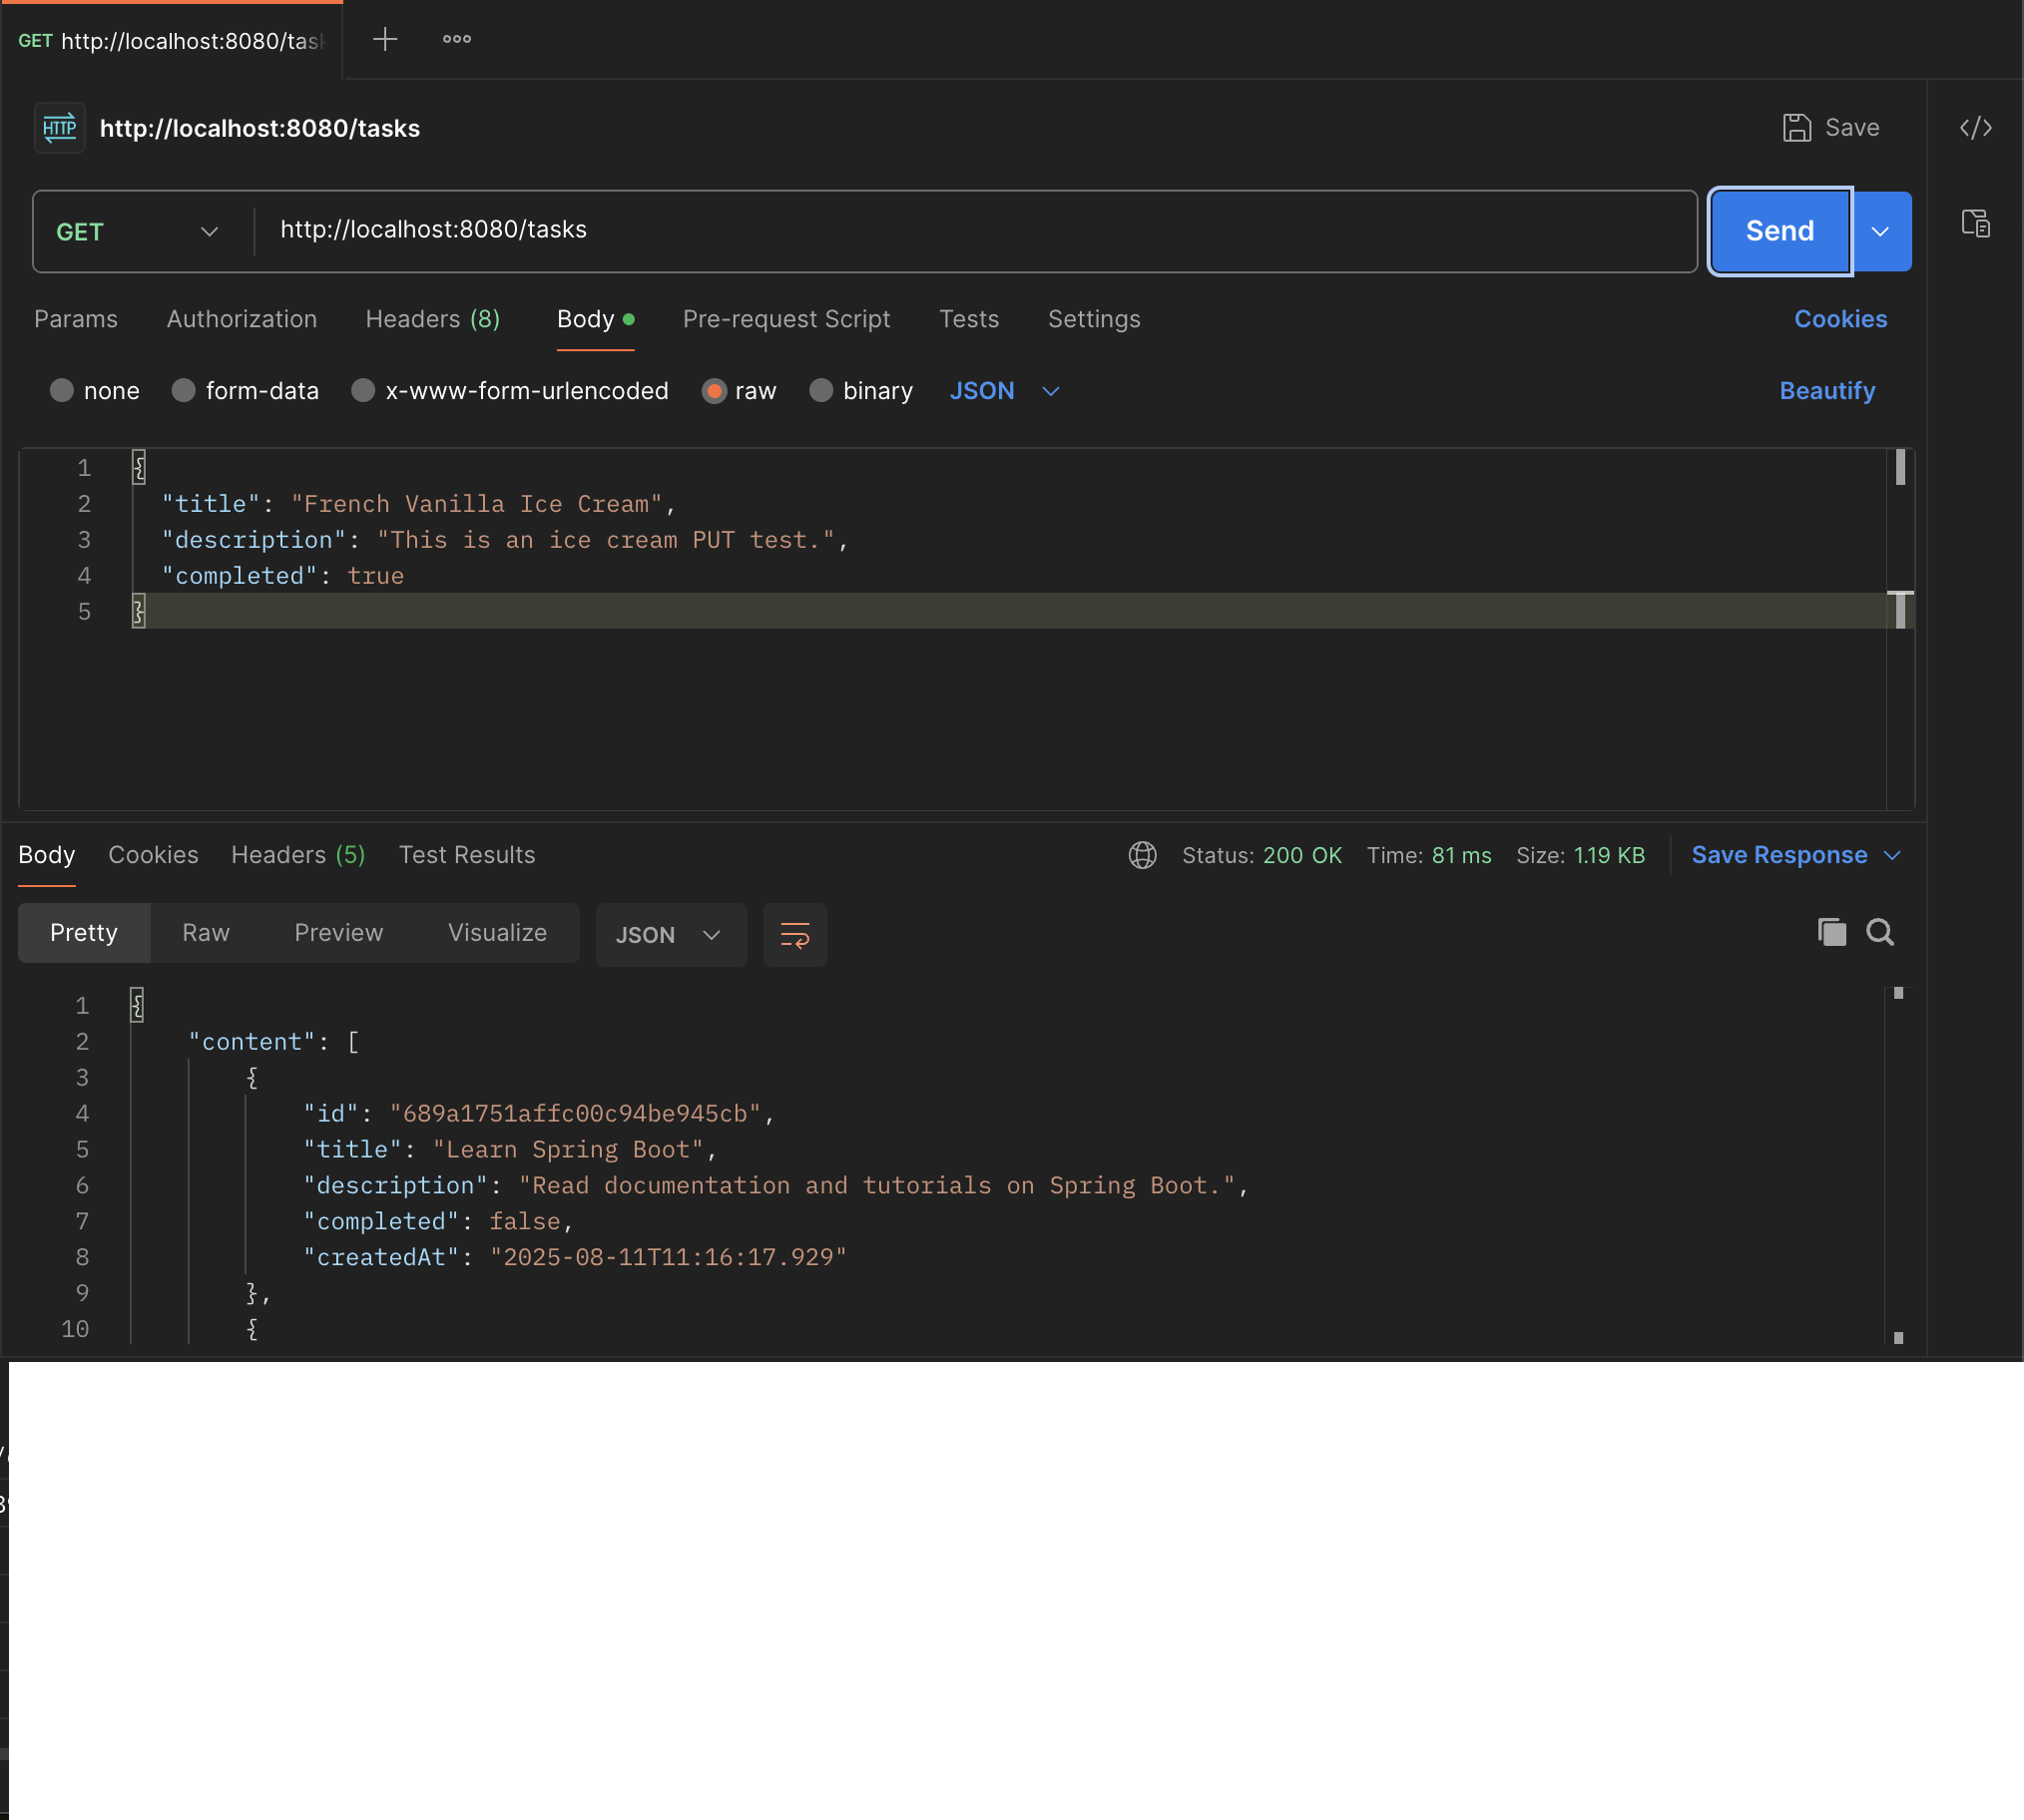 GET http://localhost:8080/tas
http://localhost:8080/tasks
Save
GET http://localhost:8080/tasks Send
Params Authorization Headers (8) Body Pre-request Script Tests Settings Cookies
none form-data x-www-form-urlencoded raw binary JSON Beautify
1 {
2 "title": "French Vanilla Ice Cream",
3 "description": "This is an ice cream PUT test.",
4 "completed": true
5 }
Body Cookies Headers (5) Test Results Status: 200 OK Time: 81 ms Size: 1.19 KB Save Response
Pretty Raw Preview Visualize JSON
1 {
2 "content": [
3 {
4 "id": "689a1751affc00c94be945cb",
5 "title": "Learn Spring Boot",
6 "description": "Read documentation and tutorials on Spring Boot.",
7 "completed": false,
8 "createdAt": "2025-08-11T11:16:17.929"
9 },
10 {